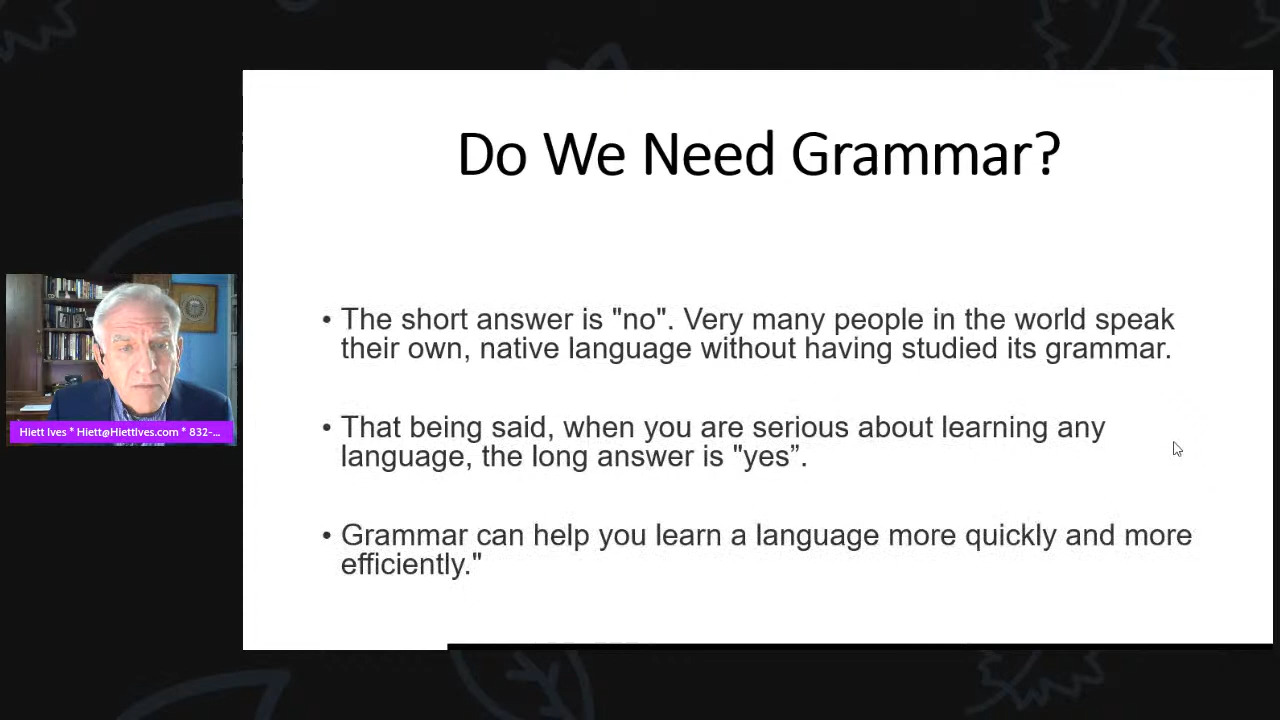 Do We Need Grammar?
• The short answer is "no". Very many people in the world speak
their own, native language without having studied its grammar.
• That being said, when you are serious about learning any
language, the long answer is "yes”.
• Grammar can help you learn a language more quickly and more
efficiently."
Hiett Ives * Hiett@HiettIves.com * 832-...